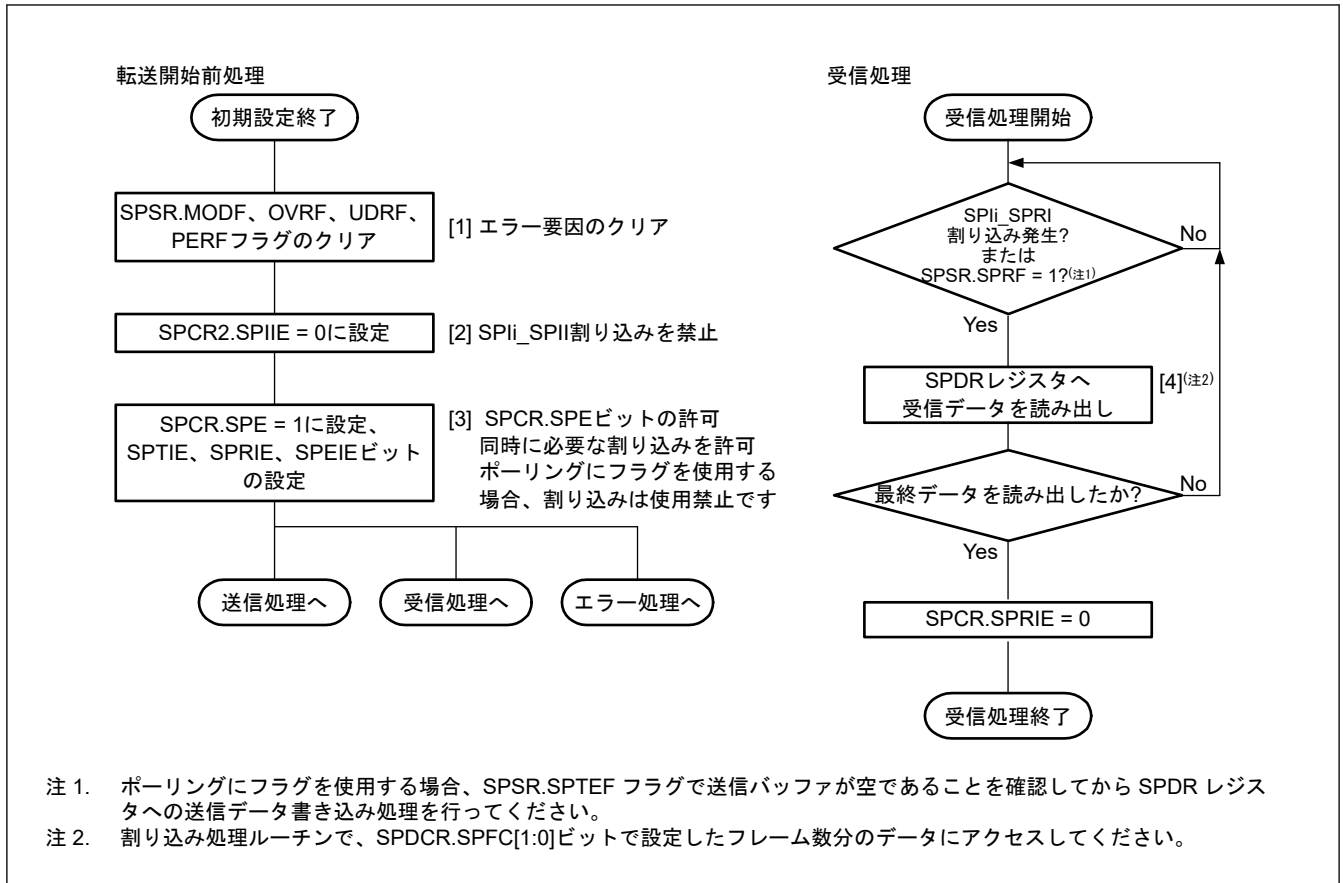 転送開始前処理
初期設定終了
SPSR.MODF、OVRF、UDRF、
PERFフラグのクリア
[1] エラー要因のクリア
SPCR2.SPIIE = 0に設定
[2] SPIi_SPII割り込みを禁止
SPCR.SPE = 1に設定、
SPTIE、SPRIE、SPEIEビット
の設定
[3] SPCR.SPEビットの許可
同時に必要な割り込みを許可
ポーリングにフラグを使用する
場合、割り込みは使用禁止です
送信処理へ
受信処理へ
エラー処理へ
受信処理
受信処理開始
SPIi_SPRI
割り込み発生?
または
SPSR.SPRF = 1?(注1)
No
Yes
SPDRレジスタへ
受信データを読み出し
[4](注2)
最終データを読み出したか?
No
Yes
SPCR.SPRIE = 0
受信処理終了
注 1. ポーリングにフラグを使用する場合、SPSR.SPTEF フラグで送信バッファが空であることを確認してから SPDR レジス
タへの送信データ書き込み処理を行ってください。
注 2. 割り込み処理ルーチンで、SPDCR.SPFC[1:0]ビットで設定したフレーム数分のデータにアクセスしてください。